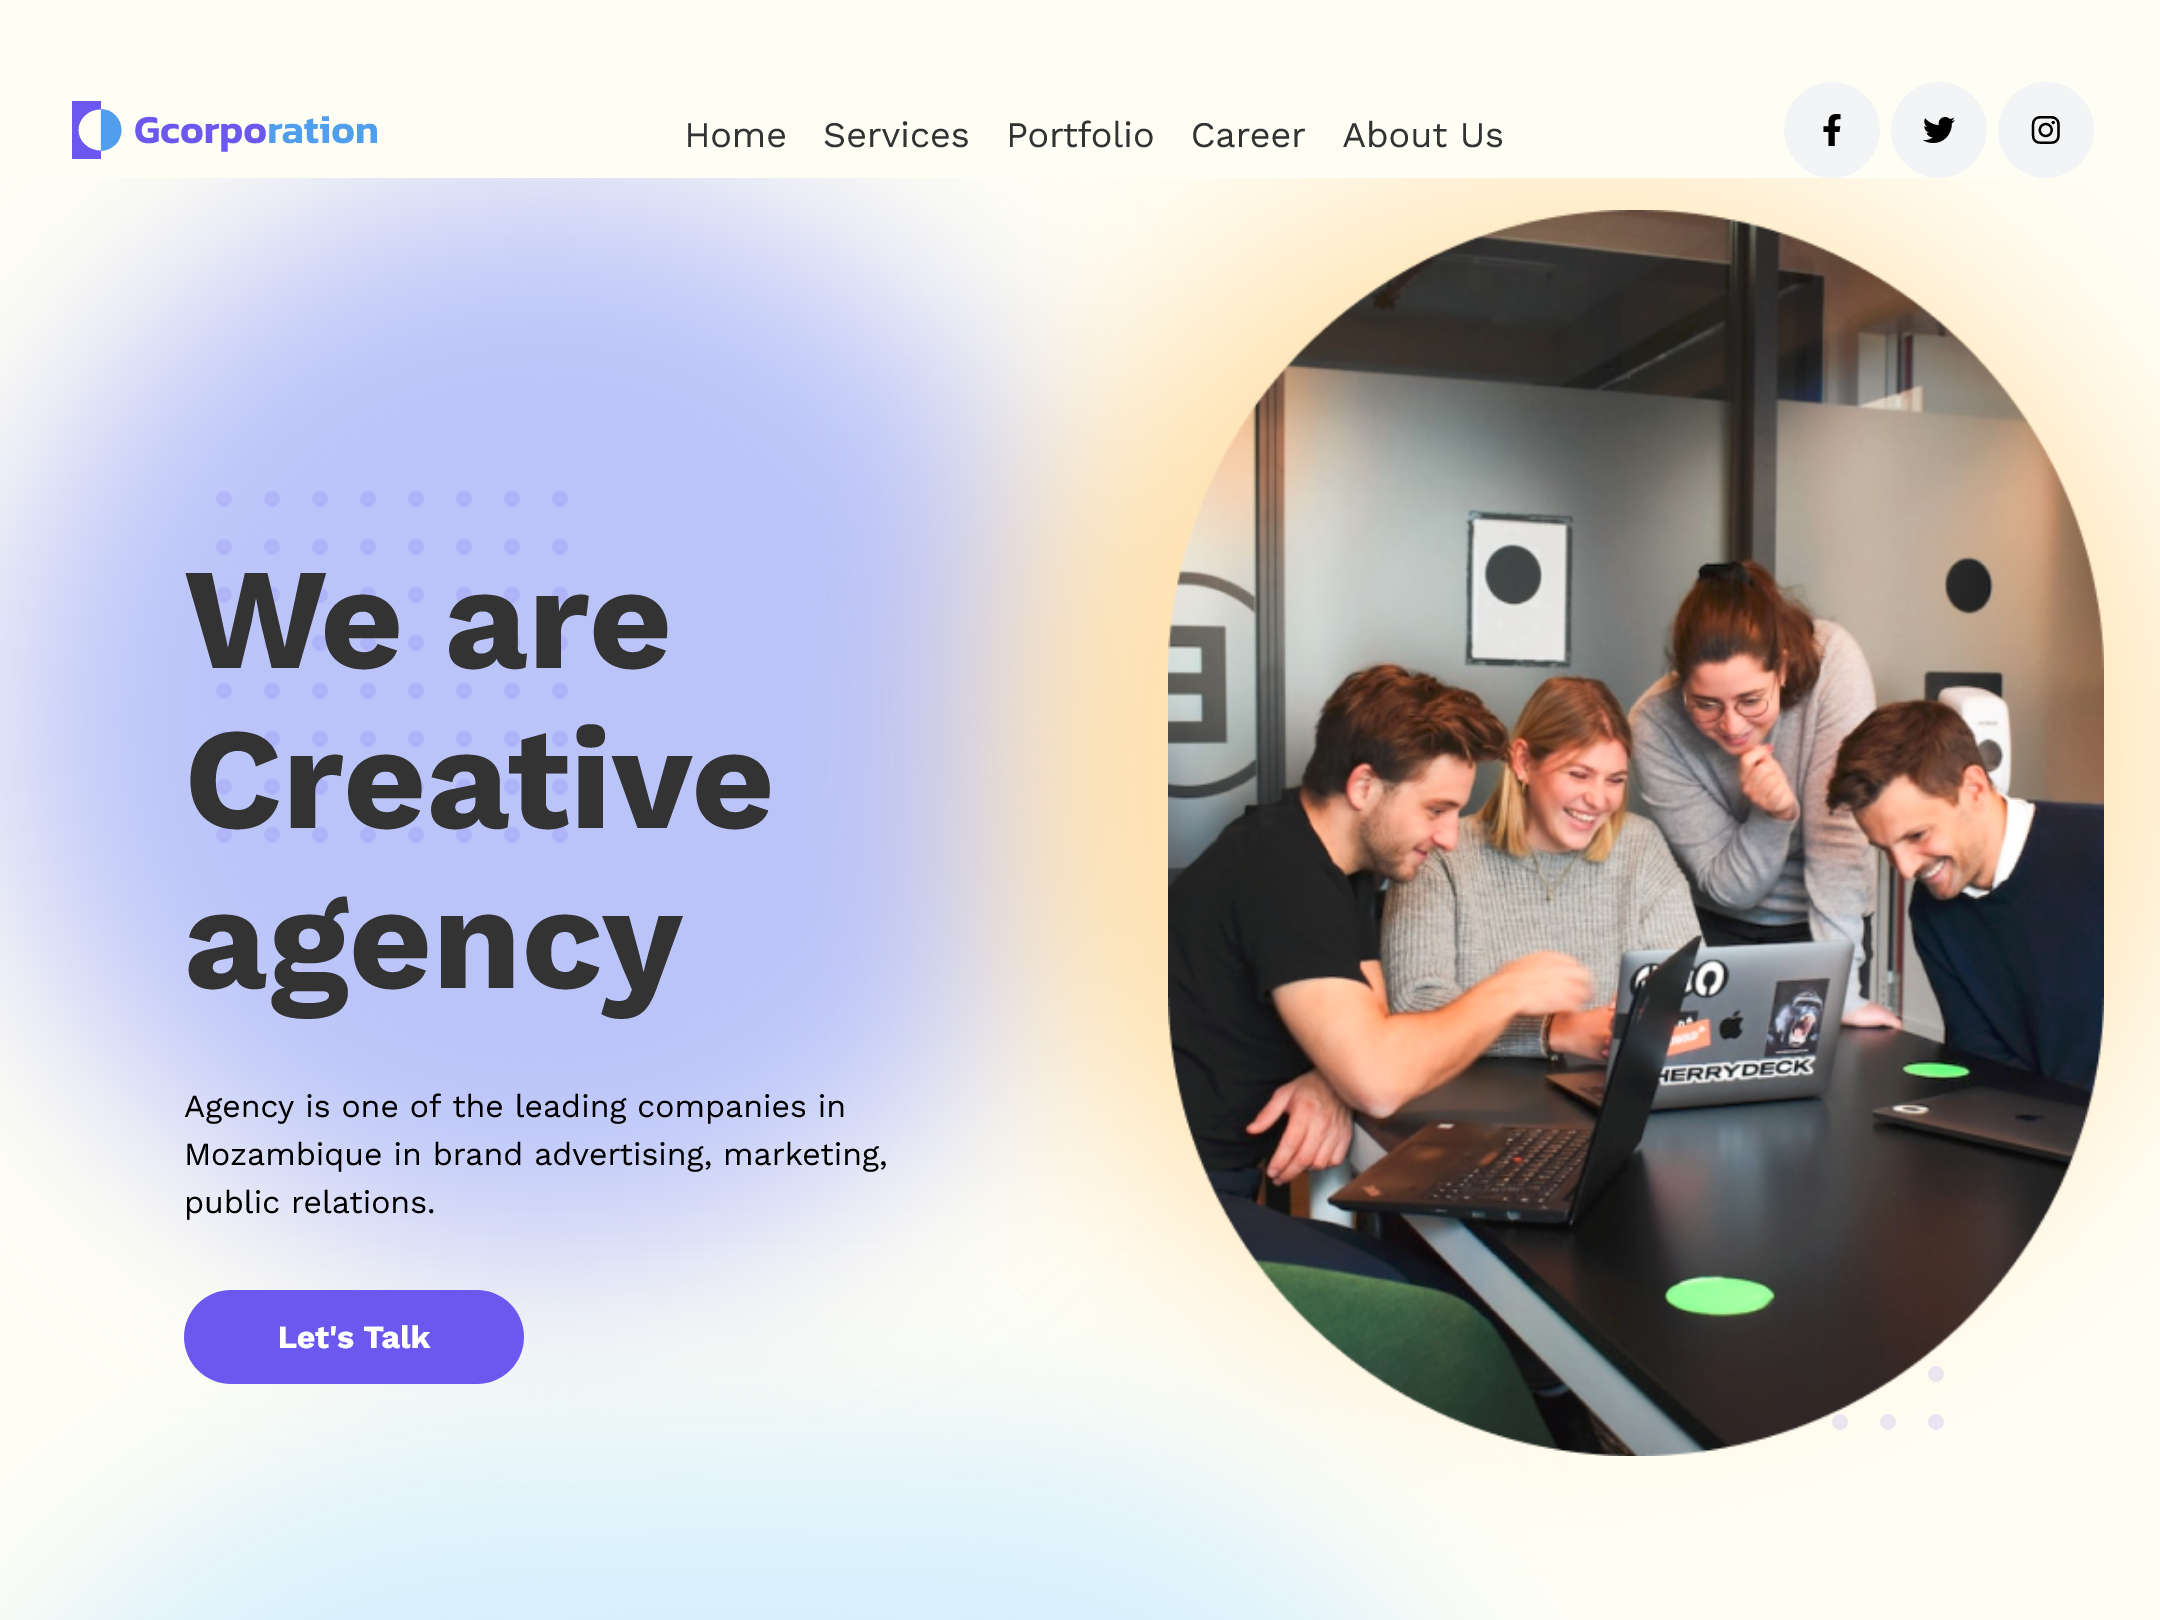 Gcorporation
Home Services Portfolio Career About Us
We are
Creative
agency
Agency is one of the leading companies in
Mozambique in brand advertising, marketing,
public relations.
Let's Talk
HERRYDECK